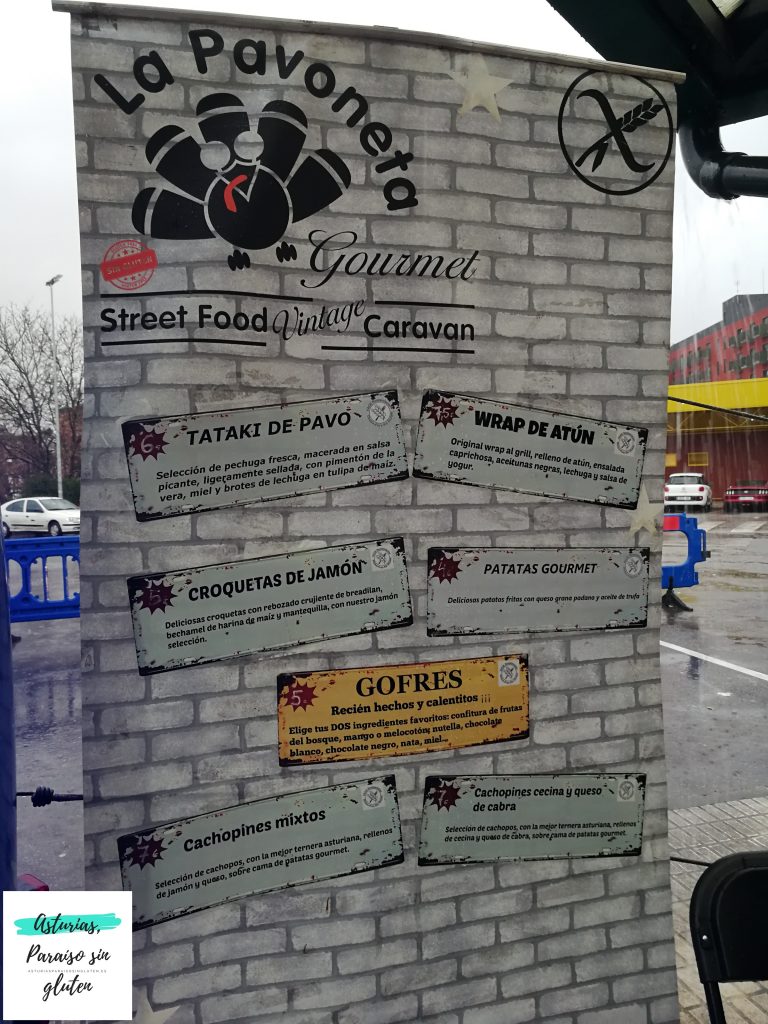 La Pavoneta
Gourmet
SIN GLUTEN
Street Food Vintage Caravan
6
TATAKI DE PAVO
Selección de pechuga fresca, macerada en salsa
picante, ligeramente sellada, con pimentón de la
vera, miel y brotes de lechuga en tulipa de maíz.
7,5
WRAP DE ATÚN
Original wrap al grill, relleno de atún, ensalada
caprichosa, aceitunas negras, lechuga y salsa de
yogur.
5
CROQUETAS DE JAMÓN
Deliciosas croquetas con rebozado crujiente de breadilan,
bechamel de harina de maíz y mantequilla, con nuestro jamón
selección.
4
PATATAS GOURMET
Deliciosas patatas fritas con queso grana padano y aceite de trufa
5
GOFRES
Recién hechos y calentitos ¡¡¡
Elige tus DOS ingredientes favoritos: confitura de frutas
del bosque, mango o melocotón; nutella, chocolate
blanco, chocolate negro, nata, miel...
7
Cachopines mixtos
Selección de cachopos, con la mejor ternera asturiana, rellenos
de jamón y queso, sobre cama de patatas gourmet.
7
Cachopines cecina y queso
de cabra
Selección de cachopos, con la mejor ternera asturiana, rellenos
de cecina y queso de cabra, sobre cama de patatas gourmet.
Asturias,
Paraíso sin
ASTURIASPARAISOSINGLUTEN.ES
gluten